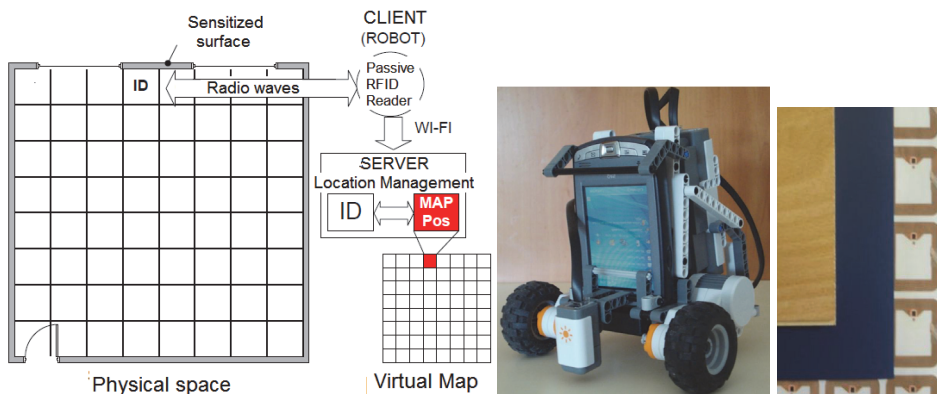 Sensitized
surface
CLIENT
(ROBOT)
Passive
RFID
Reader
ID
Radio waves
WI-FI
SERVER
Location Management
ID
MAP
Pos
Physical space
Virtual Map